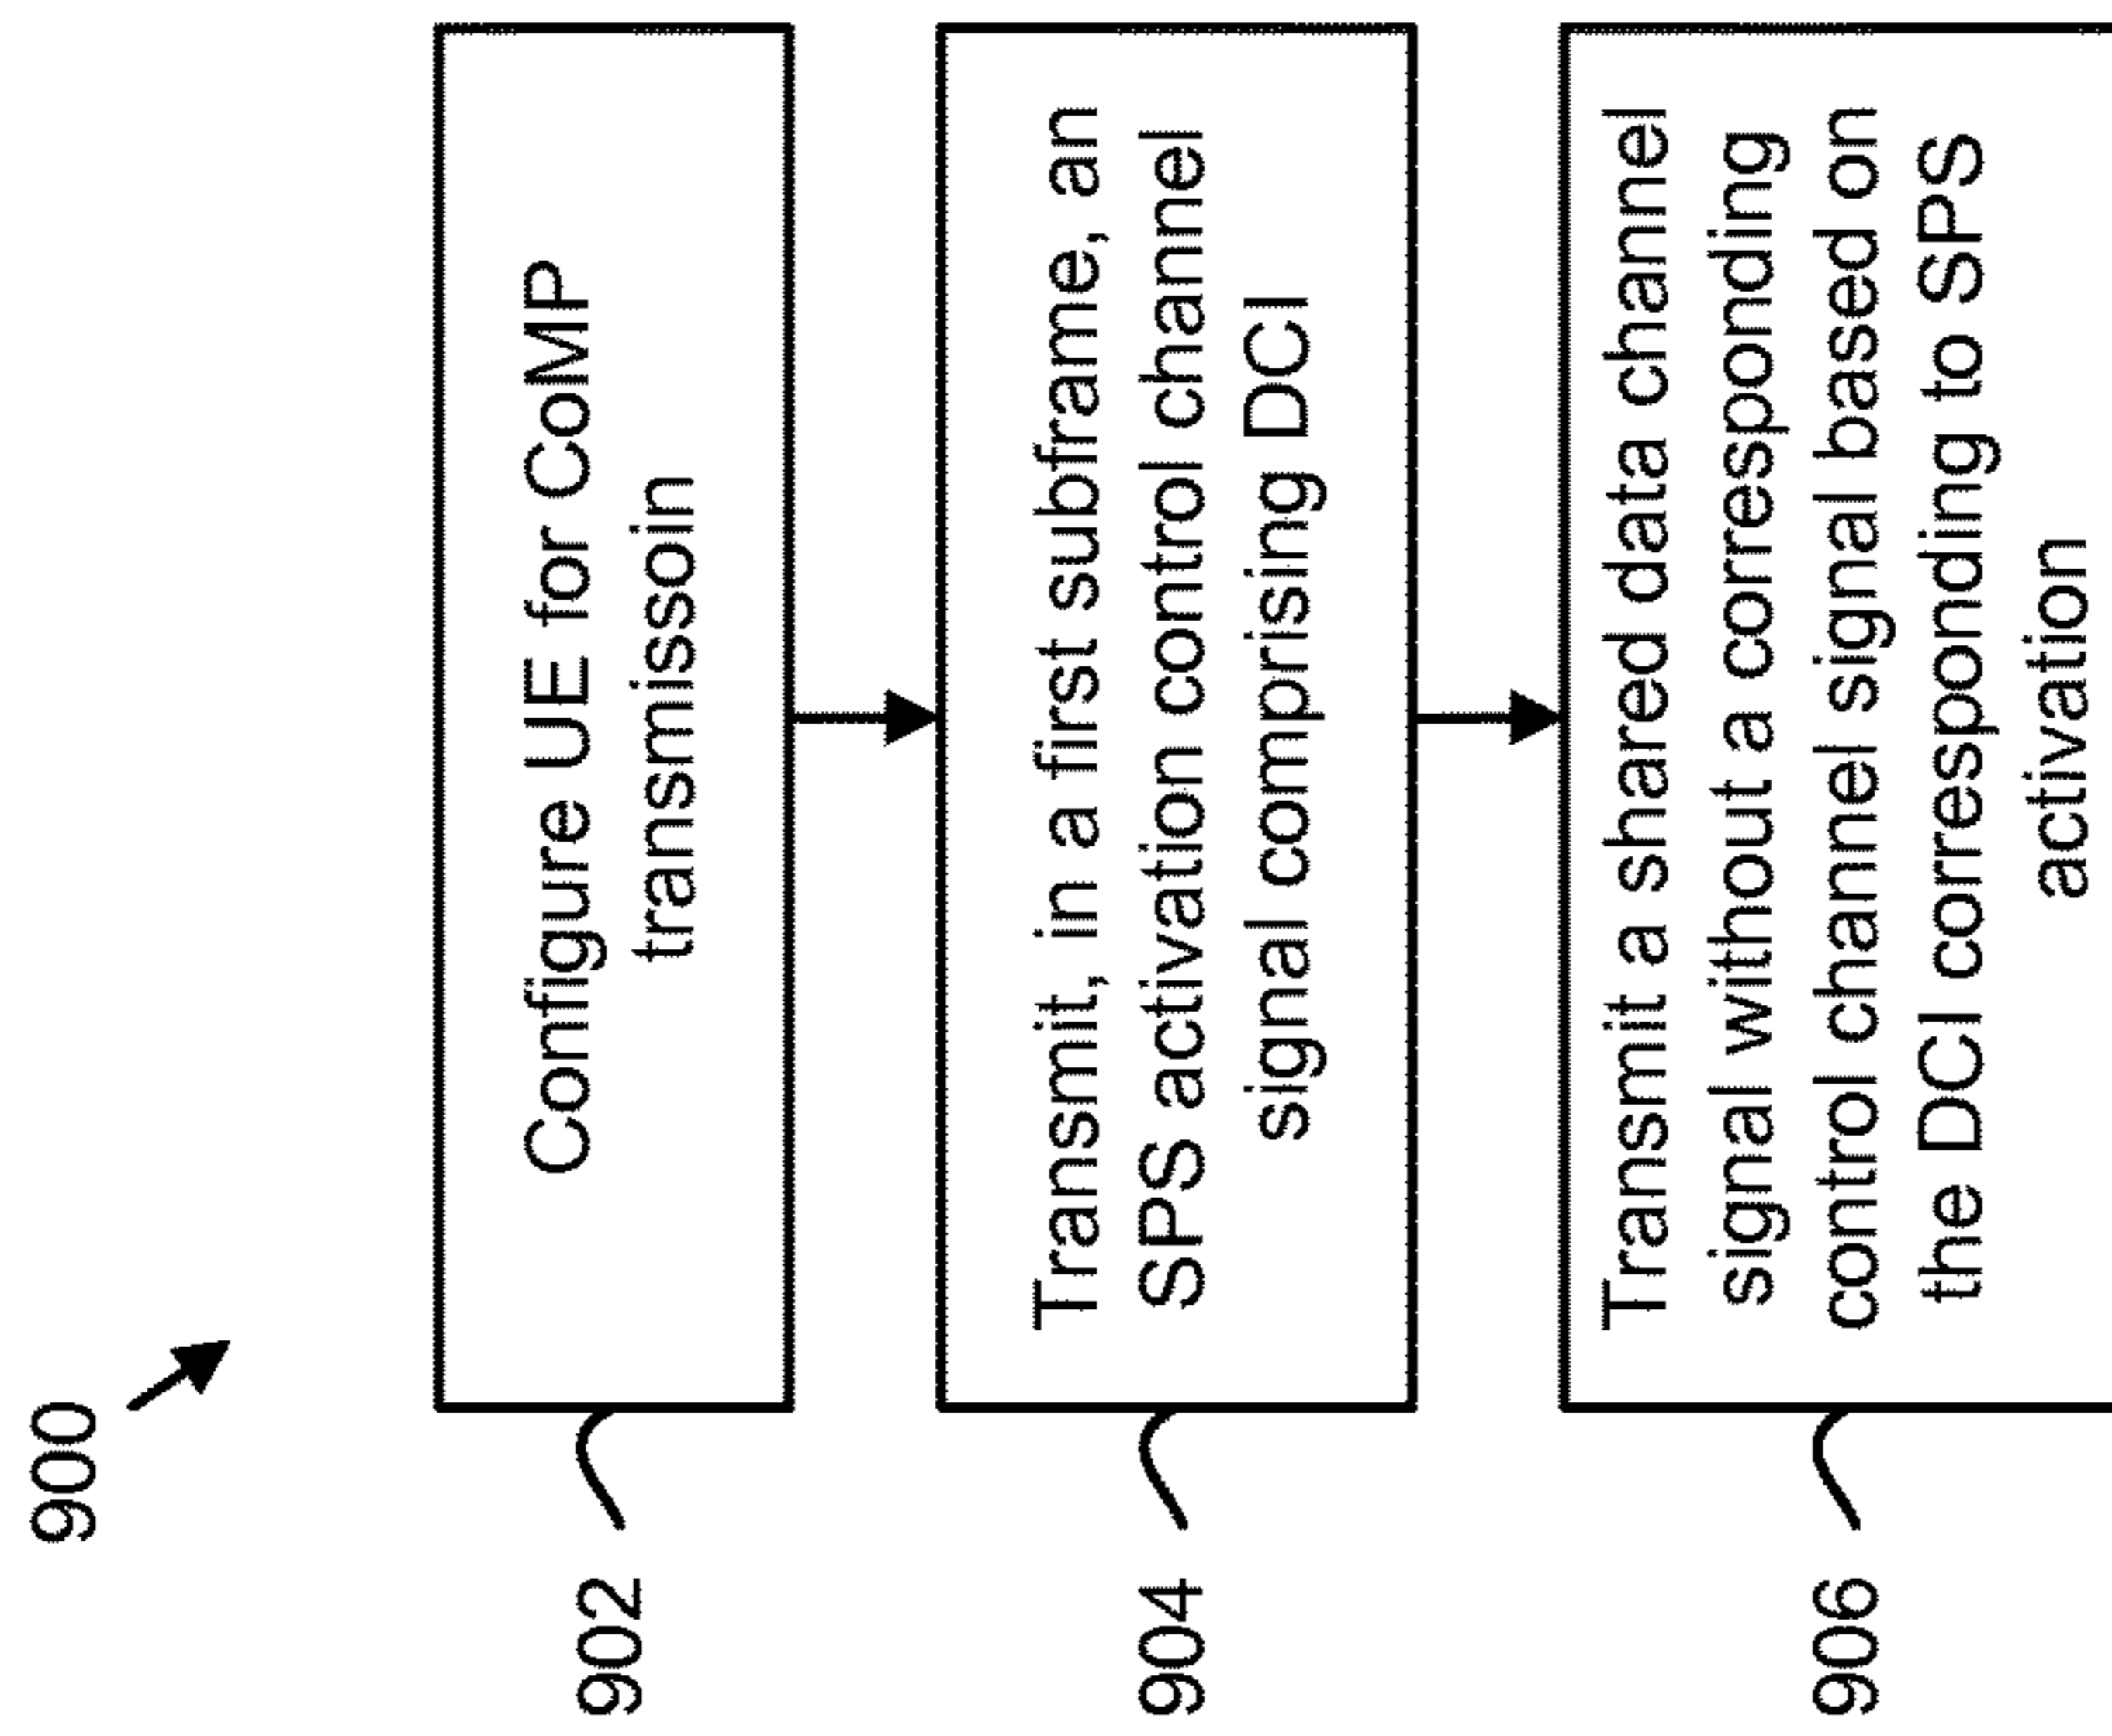 900
902
Configure UE for CoMP
transmissoin
904
Transmit, in a first subframe, an
SPS activation control channel
signal comprising DCI
906
Transmit a shared data channel
signal without a corresponding
control channel signal based on
the DCI corresponding to SPS
activation